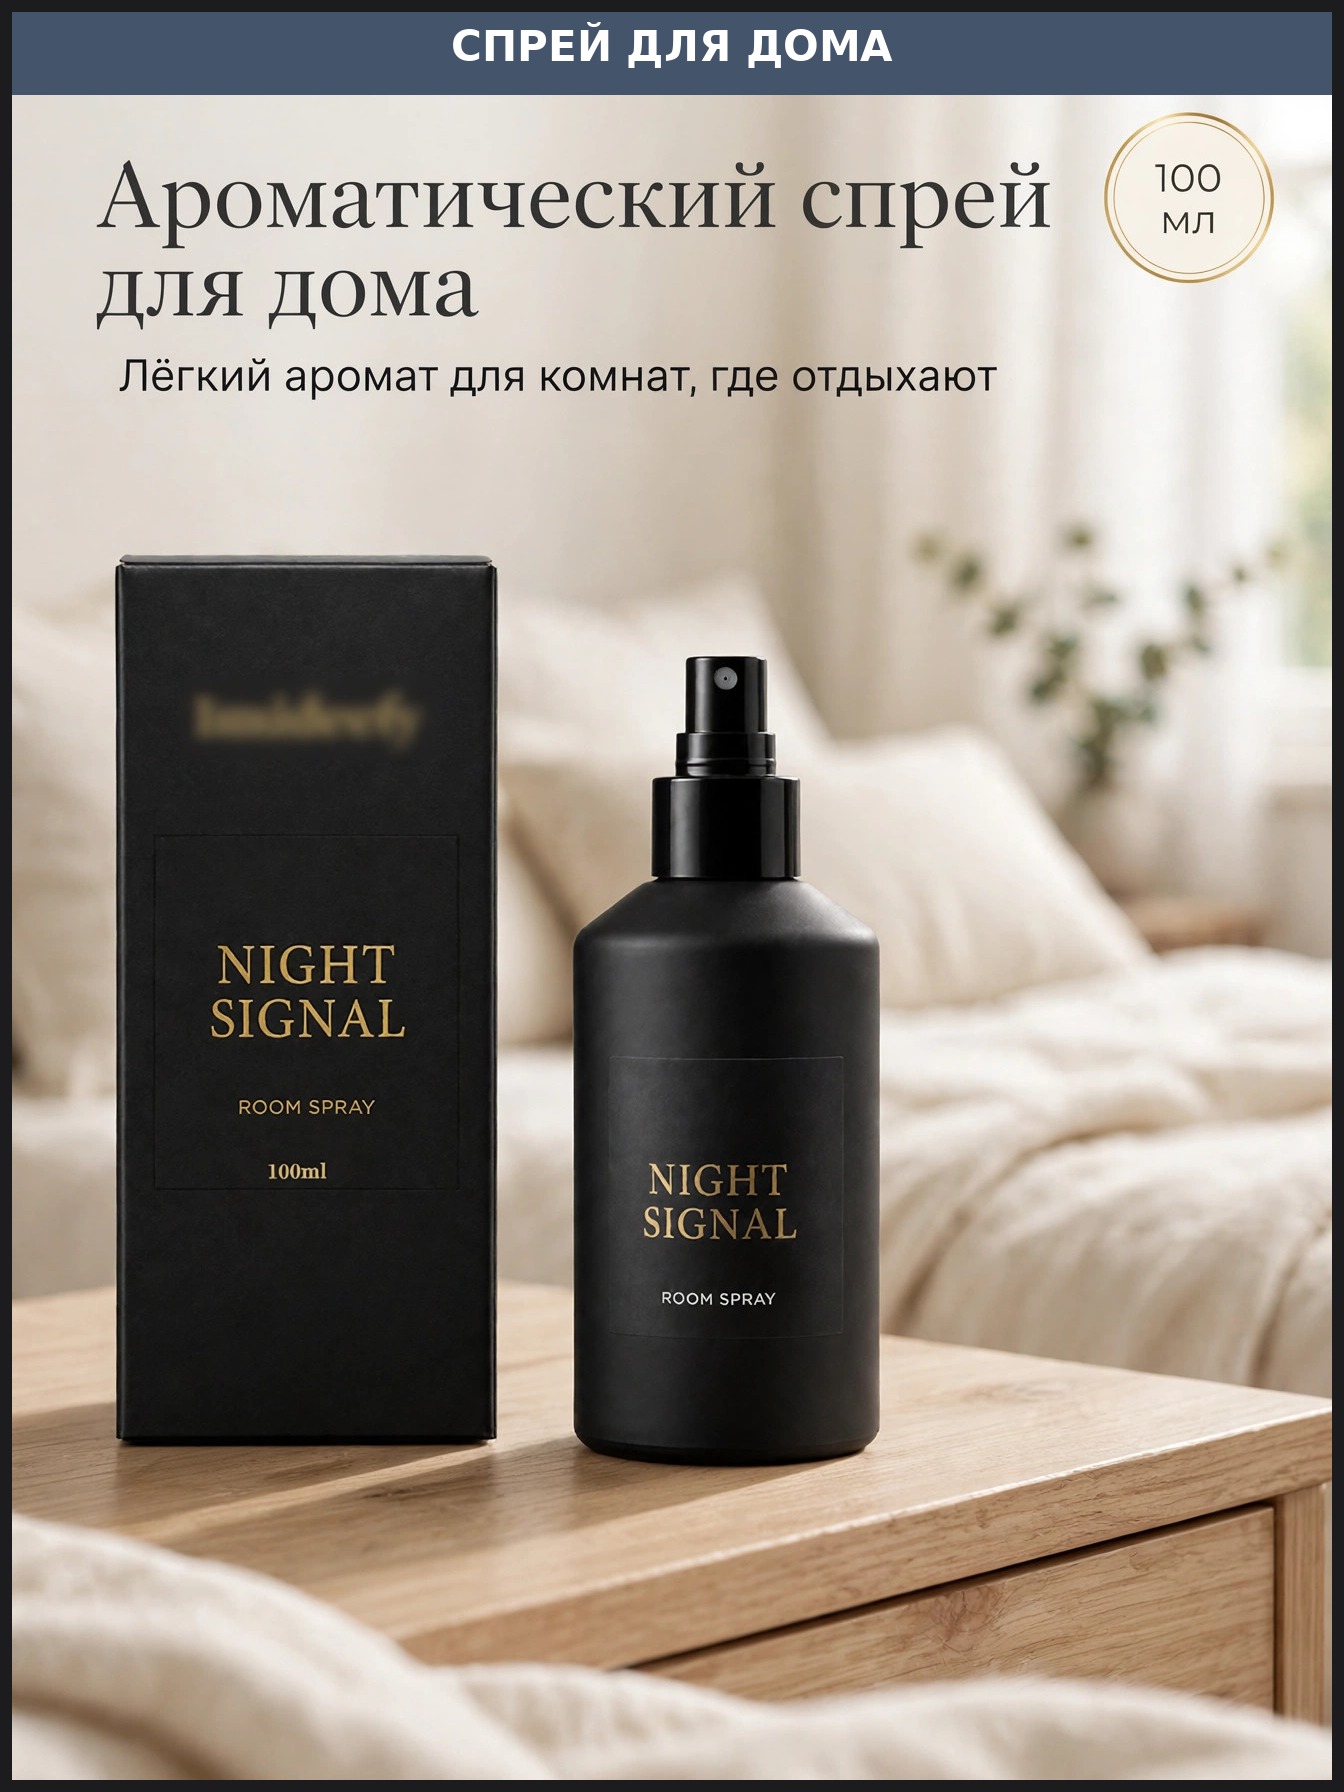 СПРЕЙ ДЛЯ ДОМА
Ароматический спрей
для дома
100
мл
Лёгкий аромат для комнат, где отдыхают
NIGHT
SIGNAL
ROOM SPRAY
100ml
NIGHT
SIGNAL
ROOM SPRAY